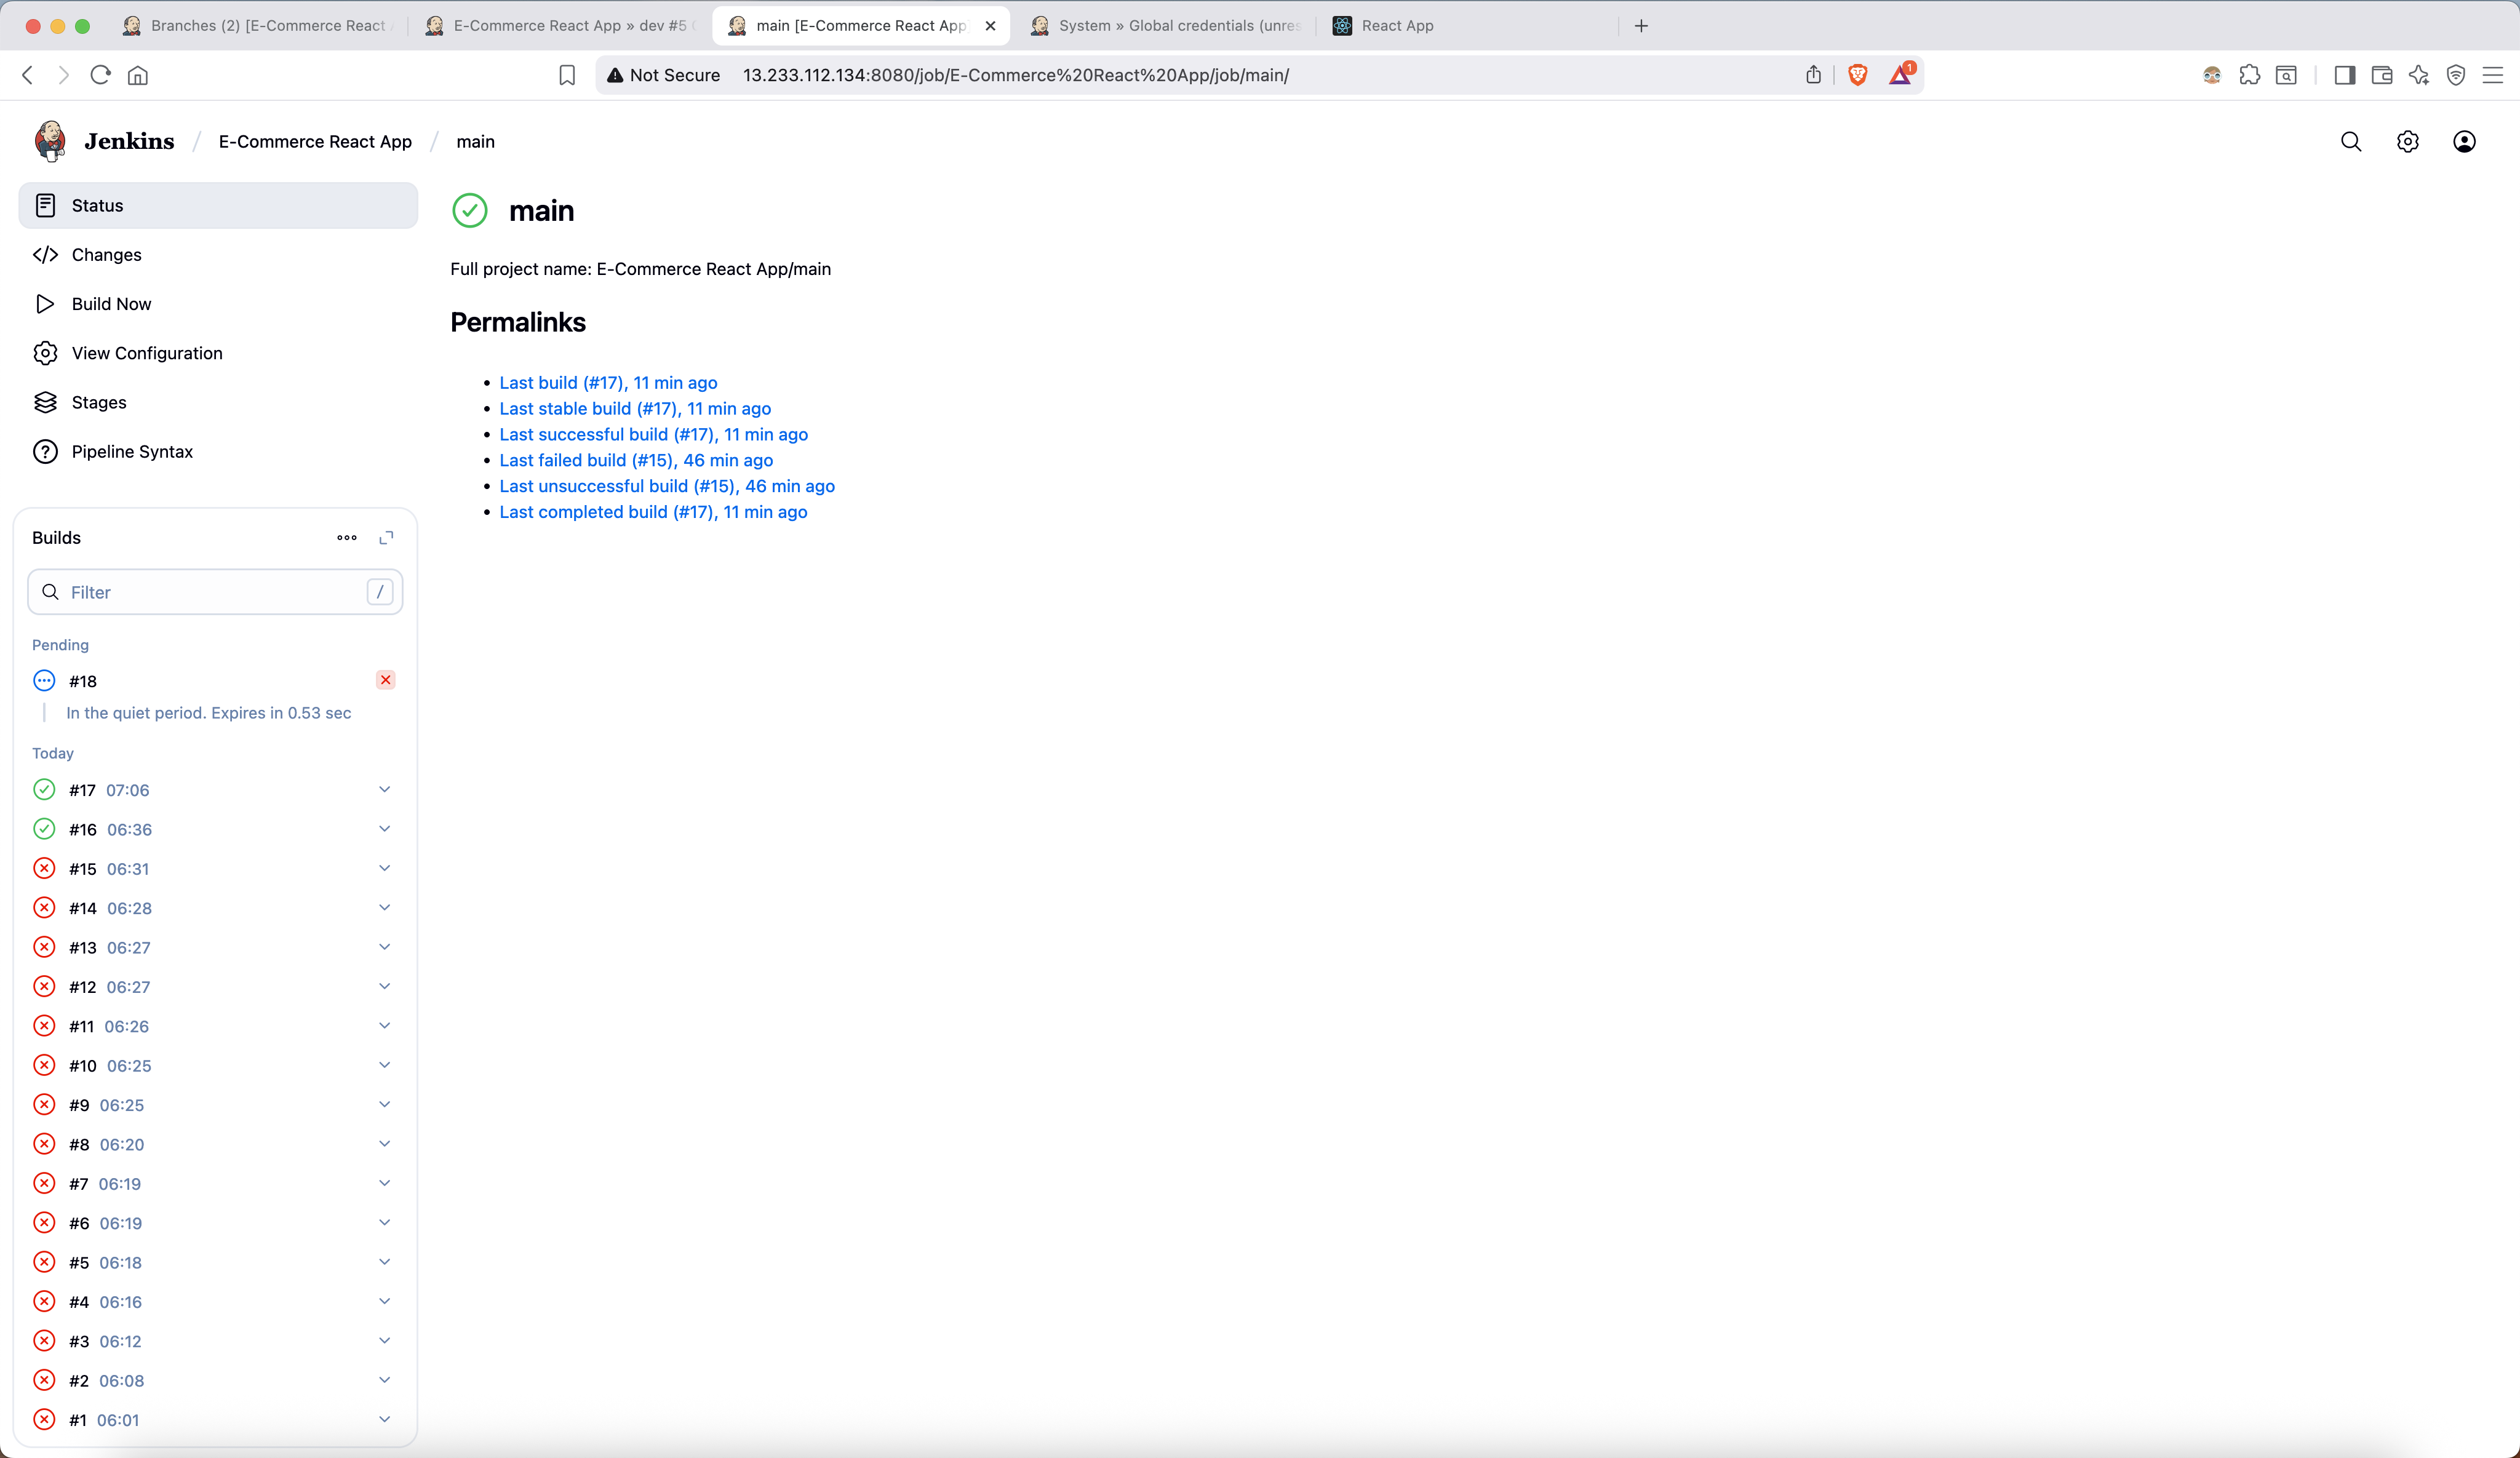 Branches (2) [E-Commerce React
E-Commerce React App » dev #5
main [E-Commerce React App
System » Global credentials (unres
React App
Not Secure 13.233.112.134:8080/job/E-Commerce%20React%20App/job/main/
1
Jenkins / E-Commerce React App / main
Status
Changes
Build Now
View Configuration
Stages
Pipeline Syntax
main
Full project name: E-Commerce React App/main
Permalinks
Last build (#17), 11 min ago
Last stable build (#17), 11 min ago
Last successful build (#17), 11 min ago
Last failed build (#15), 46 min ago
Last unsuccessful build (#15), 46 min ago
Last completed build (#17), 11 min ago
Builds
Filter /
Pending
#18
In the quiet period. Expires in 0.53 sec
Today
#17 07:06
#16 06:36
#15 06:31
#14 06:28
#13 06:27
#12 06:27
#11 06:26
#10 06:25
#9 06:25
#8 06:20
#7 06:19
#6 06:19
#5 06:18
#4 06:16
#3 06:12
#2 06:08
#1 06:01